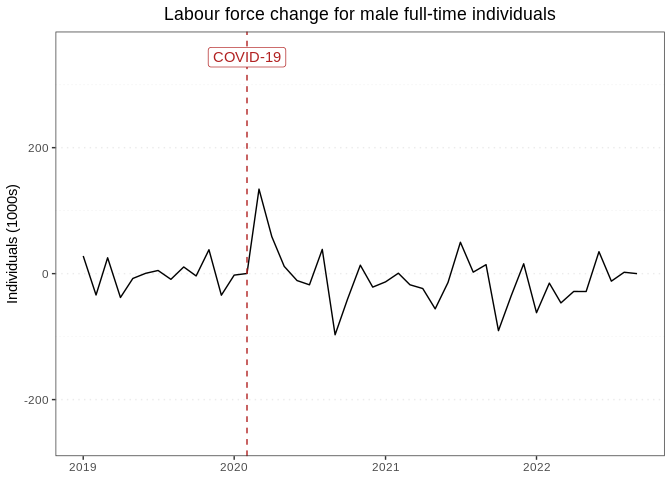 Labour force change for male full-time individuals
COVID-19
200
0
-200
Individuals (1000s)
2019 2020 2021 2022